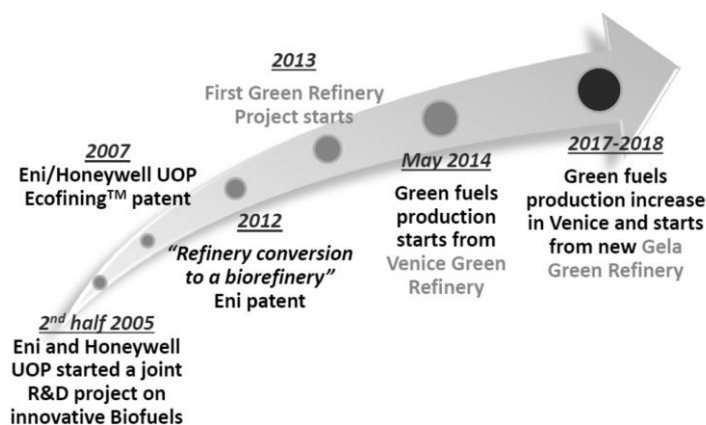 2nd half 2005
Eni and Honeywell
UOP started a joint
R&D project on
innovative Biofuels
2007
Eni/Honeywell UOP
Ecofining™ patent
2012
“Refinery conversion
to a biorefinery”
Eni patent
2013
First Green Refinery
Project starts
May 2014
Green fuels
production
starts from
Venice Green
Refinery
2017-2018
Green fuels
production increase
in Venice and starts
from new Gela
Green Refinery